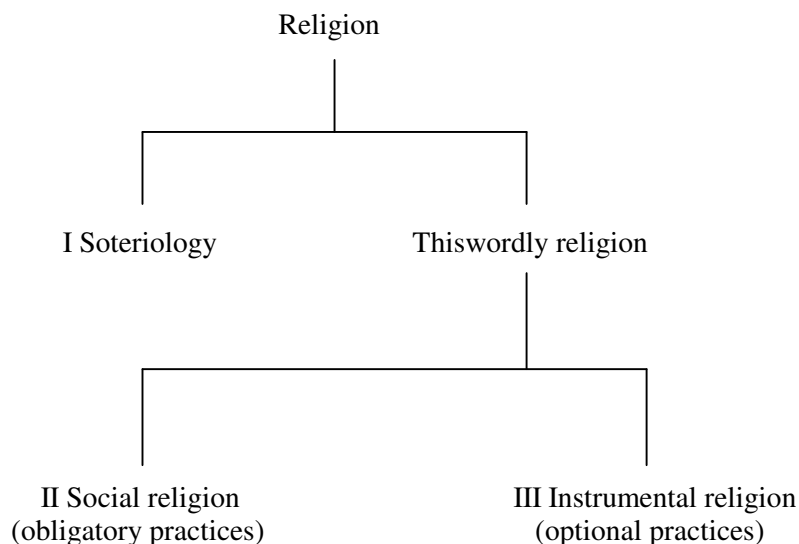 Religion
I Soteriology
Thiswordly religion
II Social religion
(obligatory practices)
III Instrumental religion
(optional practices)